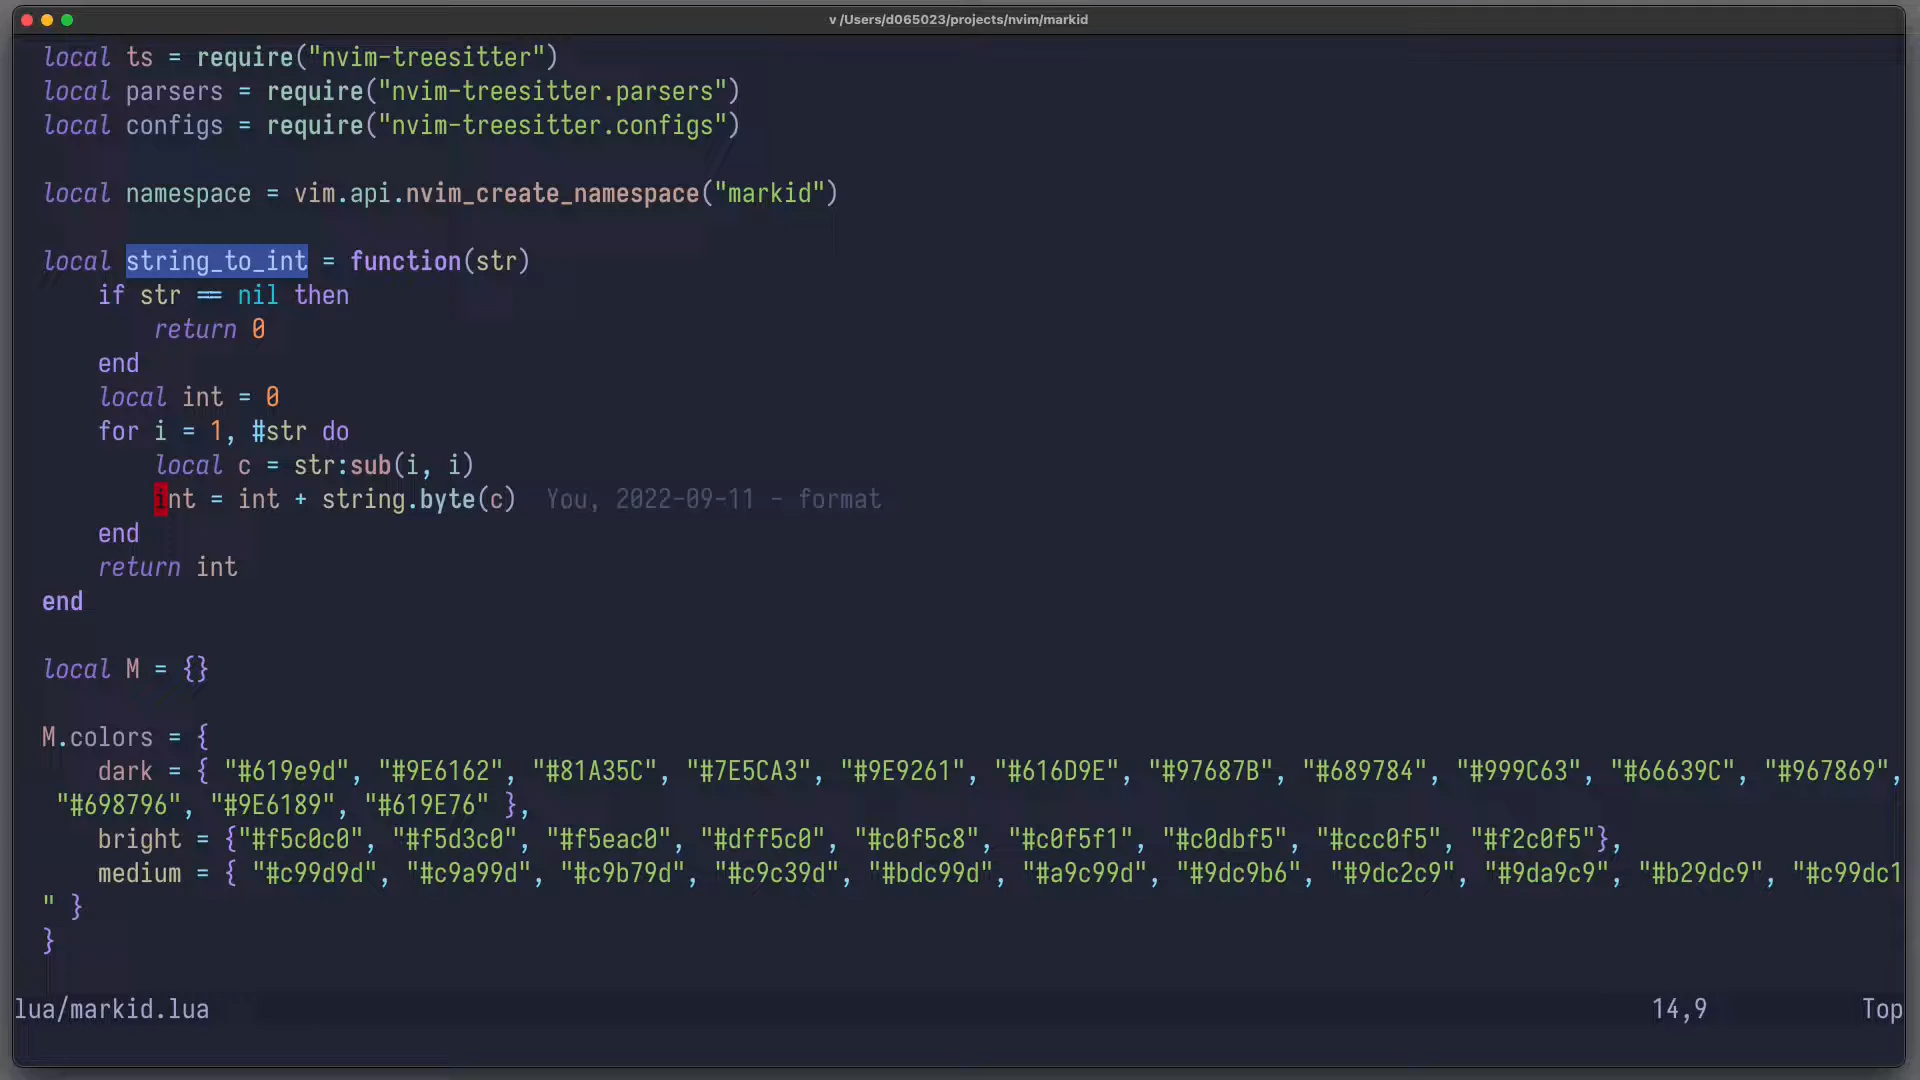 v /Users/d065023/projects/nvim/markid
local ts = require("nvim-treesitter")
local parsers = require("nvim-treesitter.parsers")
local configs = require("nvim-treesitter.configs")
local namespace = vim.api.nvim_create_namespace("markid")
local string_to_int = function(str)
    if str == nil then
        return 0
    end
    local int = 0
    for i = 1, #str do
        local c = str:sub(i, i)
        int = int + string.byte(c)  You, 2022-09-11 - format
    end
    return int
end
local M = {}
M.colors = {
    dark = { "#619e9d", "#9E6162", "#81A35C", "#7E5CA3", "#9E9261", "#616D9E", "#97687B", "#689784", "#999C63", "#66639C", "#967869",
 "#698796", "#9E6189", "#619E76" },
    bright = {"#f5c0c0", "#f5d3c0", "#f5eac0", "#dff5c0", "#c0f5c8", "#c0f5f1", "#c0dbf5", "#ccc0f5", "#f2c0f5"},
    medium = { "#c99d9d", "#c9a99d", "#c9b79d", "#c9c39d", "#bdc99d", "#a9c99d", "#9dc9b6", "#9dc2c9", "#9da9c9", "#b29dc9", "#c99dc1
" }
}
lua/markid.lua 14,9 Top